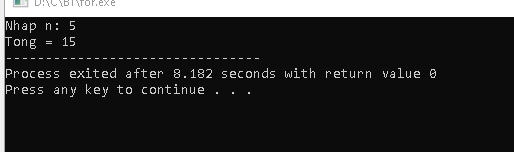 D:\C\BT\for.exe
Nhap n: 5
Tong = 15
--------------------------------
Process exited after 8.182 seconds with return value 0
Press any key to continue . . .